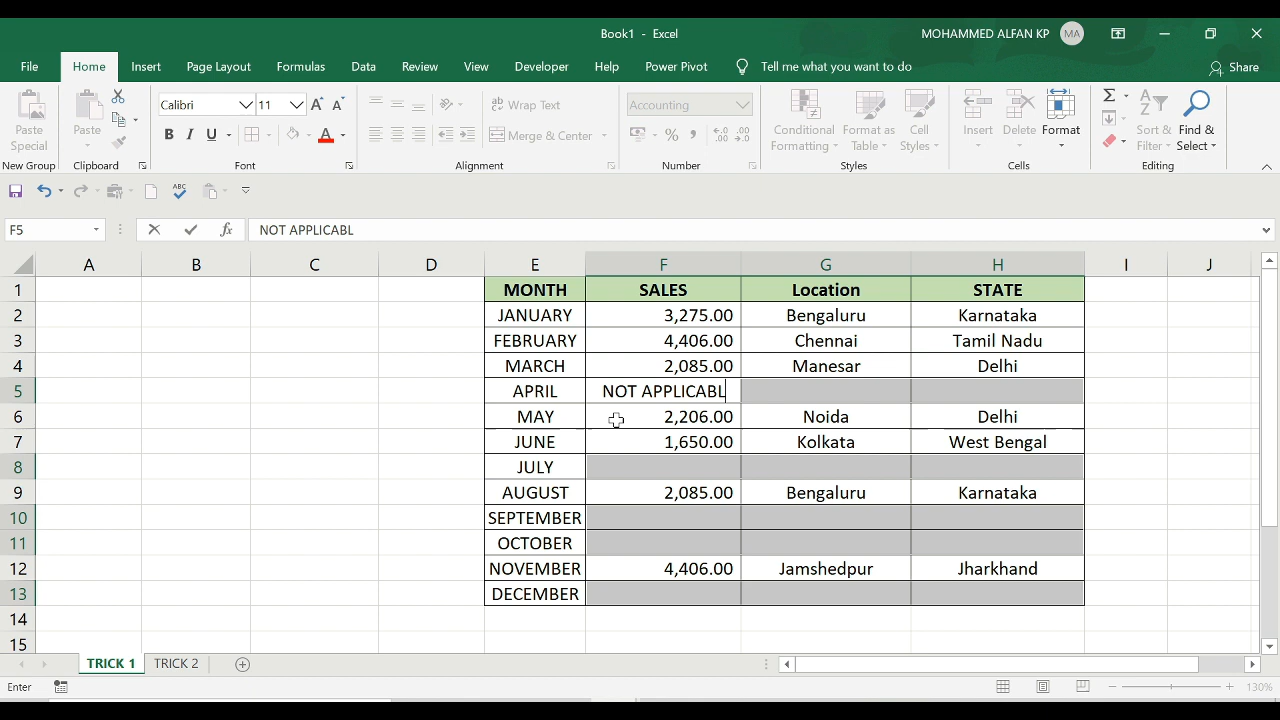 Book1 - Excel
MOHAMMED ALFAN KP
MA
File
Home
Insert
Page Layout
Formulas
Data
Review
View
Developer
Help
Power Pivot
Tell me what you want to do
Share
Paste Special
New Group
Paste
Clipboard
Calibri
11
B I U
Font
Wrap Text
Merge & Center
Alignment
Accounting
Number
Conditional Formatting
Format as Table
Cell Styles
Styles
Insert
Delete
Format
Cells
Sort & Filter
Find & Select
Editing
F5
fx
NOT APPLICABL
A B C D E F G H I J
1 MONTH SALES Location STATE
2 JANUARY 3,275.00 Bengaluru Karnataka
3 FEBRUARY 4,406.00 Chennai Tamil Nadu
4 MARCH 2,085.00 Manesar Delhi
5 APRIL NOT APPLICABL
6 MAY 2,206.00 Noida Delhi
7 JUNE 1,650.00 Kolkata West Bengal
8 JULY
9 AUGUST 2,085.00 Bengaluru Karnataka
10 SEPTEMBER
11 OCTOBER
12 NOVEMBER 4,406.00 Jamshedpur Jharkhand
13 DECEMBER
14
15
TRICK 1 TRICK 2
Enter
130%